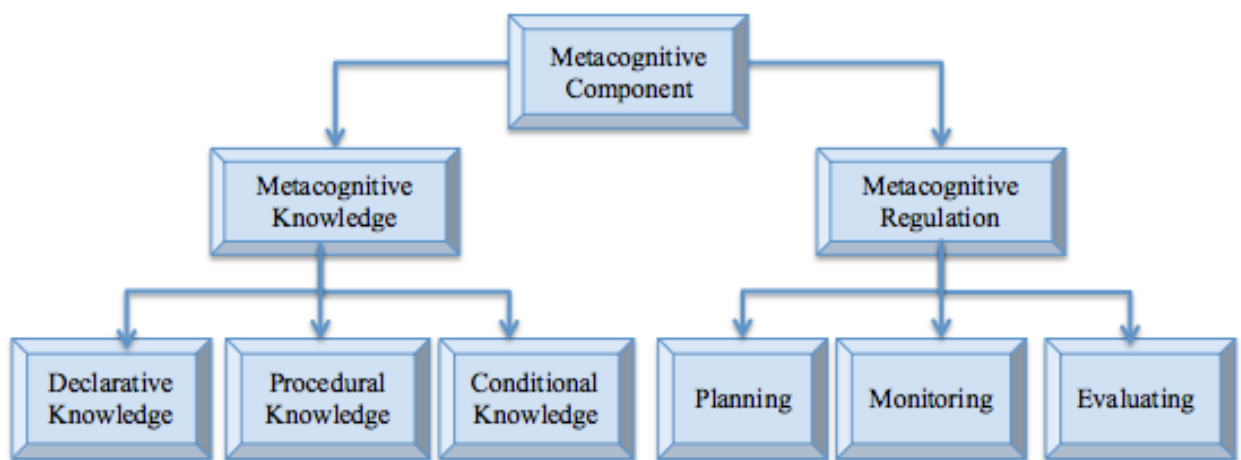 Metacognitive
Component
Metacognitive
Knowledge
Metacognitive
Regulation
Declarative
Knowledge
Procedural
Knowledge
Conditional
Knowledge
Planning
Monitoring
Evaluating